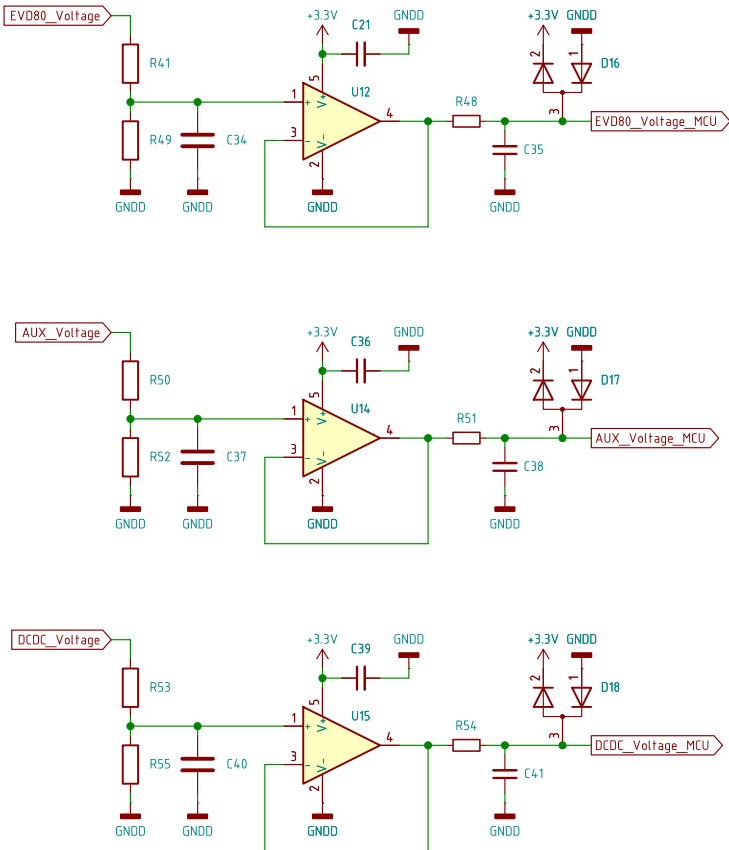 EVD80_Voltage
+3.3V
C21
GNDD
+3.3V
GNDD
R41
5
U12
2
1
D16
1
+
V+
4
R48
3
EVD80_Voltage_MCU
R49
C34
3
-
V-
2
C35
GNDD
GNDD
GNDD
GNDD
AUX_Voltage
+3.3V
C36
GNDD
+3.3V
GNDD
R50
5
U14
2
1
D17
1
+
V+
4
R51
3
AUX_Voltage_MCU
R52
C37
3
-
V-
2
C38
GNDD
GNDD
GNDD
GNDD
DCDC_Voltage
+3.3V
C39
GNDD
+3.3V
GNDD
R53
5
U15
2
1
D18
1
+
V+
4
R54
3
DCDC_Voltage_MCU
R55
C40
3
-
V-
2
C41
GNDD
GNDD
GNDD
GNDD